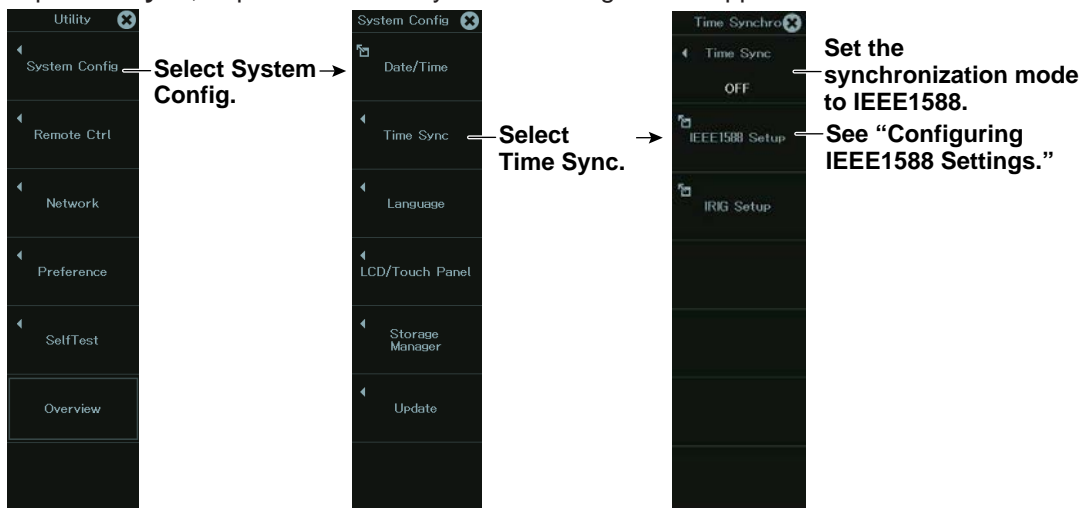 Utility
System Config
Remote Ctrl
Network
Preference
SelfTest
Overview
Select System
Config.
System Config
Date/Time
Time Sync
Language
LCD/Touch Panel
Storage
Manager
Update
Select
Time Sync.
Time Synchro
Time Sync
OFF
IEEE1588 Setup
IRIG Setup
Set the
synchronization mode
to IEEE1588.
See “Configuring
IEEE1588 Settings.”